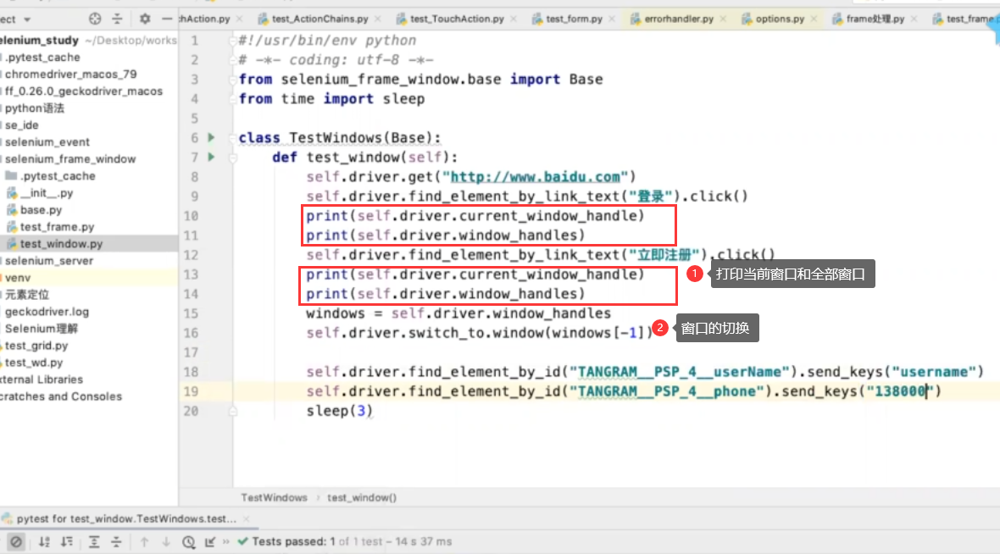 ect
chAction.py
test_ActionChains.py
test_TouchAction.py
test_form.py
errorhandler.py
options.py
frame处理.py
test_frame
elenium_study ~/Desktop/works
.pytest_cache
chromedriver_macos_79
ff_0.26.0_geckodriver_macos
python语法
se_ide
selenium_event
selenium_frame_window
.pytest_cache
__init__.py
base.py
test_frame.py
test_window.py
selenium_server
venv
元素定位
geckodriver.log
Selenium理解
test_grid.py
test_wd.py
xternal Libraries
cratches and Consoles
1 #!/usr/bin/env python
2 # -*- coding: utf-8 -*-
3 from selenium_frame_window.base import Base
4 from time import sleep
5
6 class TestWindows(Base):
7 def test_window(self):
8 self.driver.get("http://www.baidu.com")
9 self.driver.find_element_by_link_text("登录").click()
10 print(self.driver.current_window_handle)
11 print(self.driver.window_handles)
12 self.driver.find_element_by_link_text("立即注册").click()
13 print(self.driver.current_window_handle)
1 打印当前窗口和全部窗口
14 print(self.driver.window_handles)
15 windows = self.driver.window_handles
16 self.driver.switch_to.window(windows[-1])
2 窗口的切换
17
18 self.driver.find_element_by_id("TANGRAM__PSP_4__userName").send_keys("username")
19 self.driver.find_element_by_id("TANGRAM__PSP_4__phone").send_keys("138000")
20 sleep(3)
TestWindows › test_window()
pytest for test_window.TestWindows.test...
» Tests passed: 1 of 1 test – 14 s 37 ms